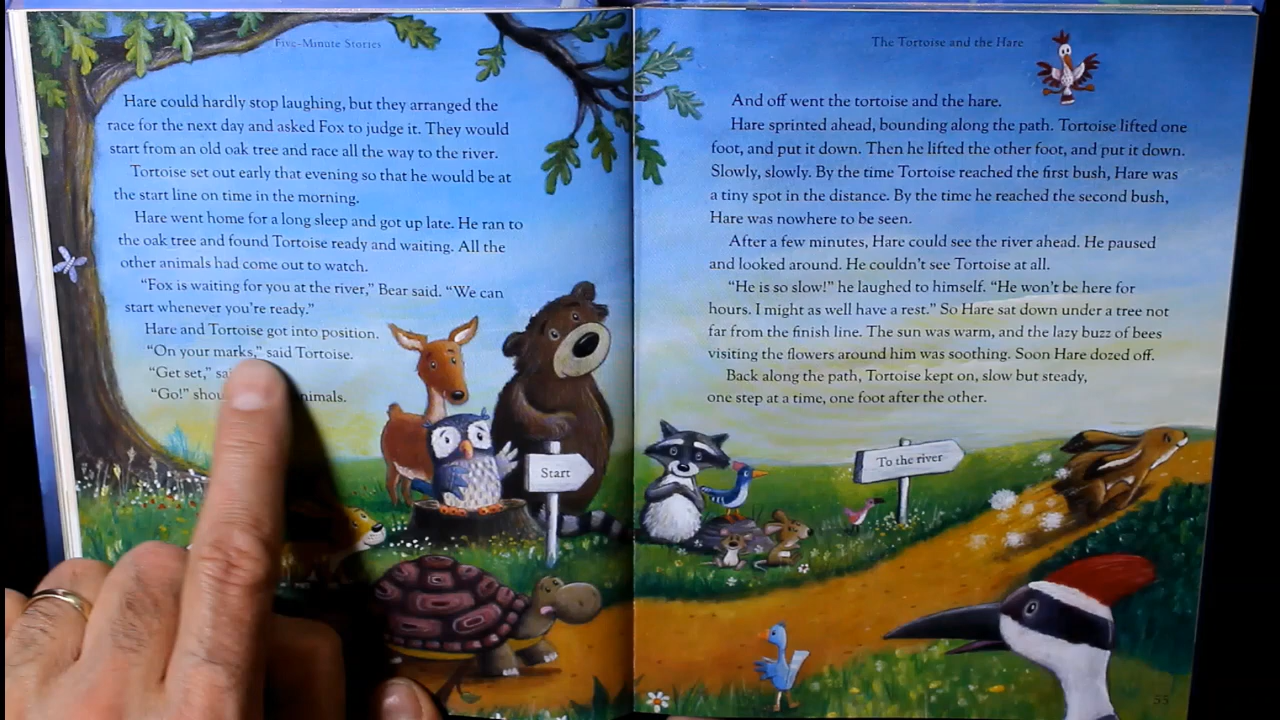 Five-Minute Stories
Hare could hardly stop laughing, but they arranged the
race for the next day and asked Fox to judge it. They would
start from an old oak tree and race all the way to the river.
Tortoise set out early that evening so that he would be at
the start line on time in the morning.
Hare went home for a long sleep and got up late. He ran to
the oak tree and found Tortoise ready and waiting. All the
other animals had come out to watch.
“Fox is waiting for you at the river,” Bear said. “We can
start whenever you’re ready.”
Hare and Tortoise got into position.
“On your marks,” said Tortoise.
“Get set,”
“Go!”
Start
The Tortoise and the Hare
And off went the tortoise and the hare.
Hare sprinted ahead, bounding along the path. Tortoise lifted one
foot, and put it down. Then he lifted the other foot, and put it down.
Slowly, slowly. By the time Tortoise reached the first bush, Hare was
a tiny spot in the distance. By the time he reached the second bush,
Hare was nowhere to be seen.
After a few minutes, Hare could see the river ahead. He paused
and looked around. He couldn’t see Tortoise at all.
“He is so slow!” he laughed to himself. “He won’t be here for
hours. I might as well have a rest.” So Hare sat down under a tree not
far from the finish line. The sun was warm, and the lazy buzz of bees
visiting the flowers around him was soothing. Soon Hare dozed off.
Back along the path, Tortoise kept on, slow but steady,
one step at a time, one foot after the other.
To the river
55